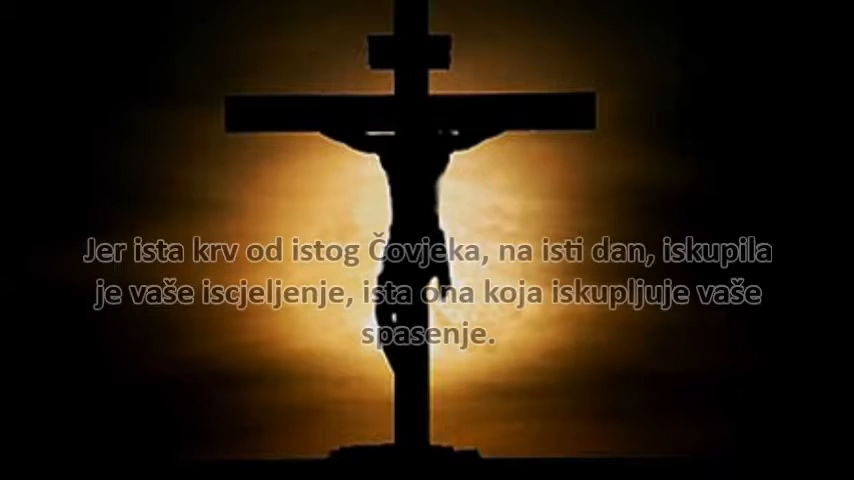 Jer ista krv od istog Čovjeka, na isti dan, iskupila
je vaše iscjeljenje, ista ona koja iskupljuje vaše
spasenje.